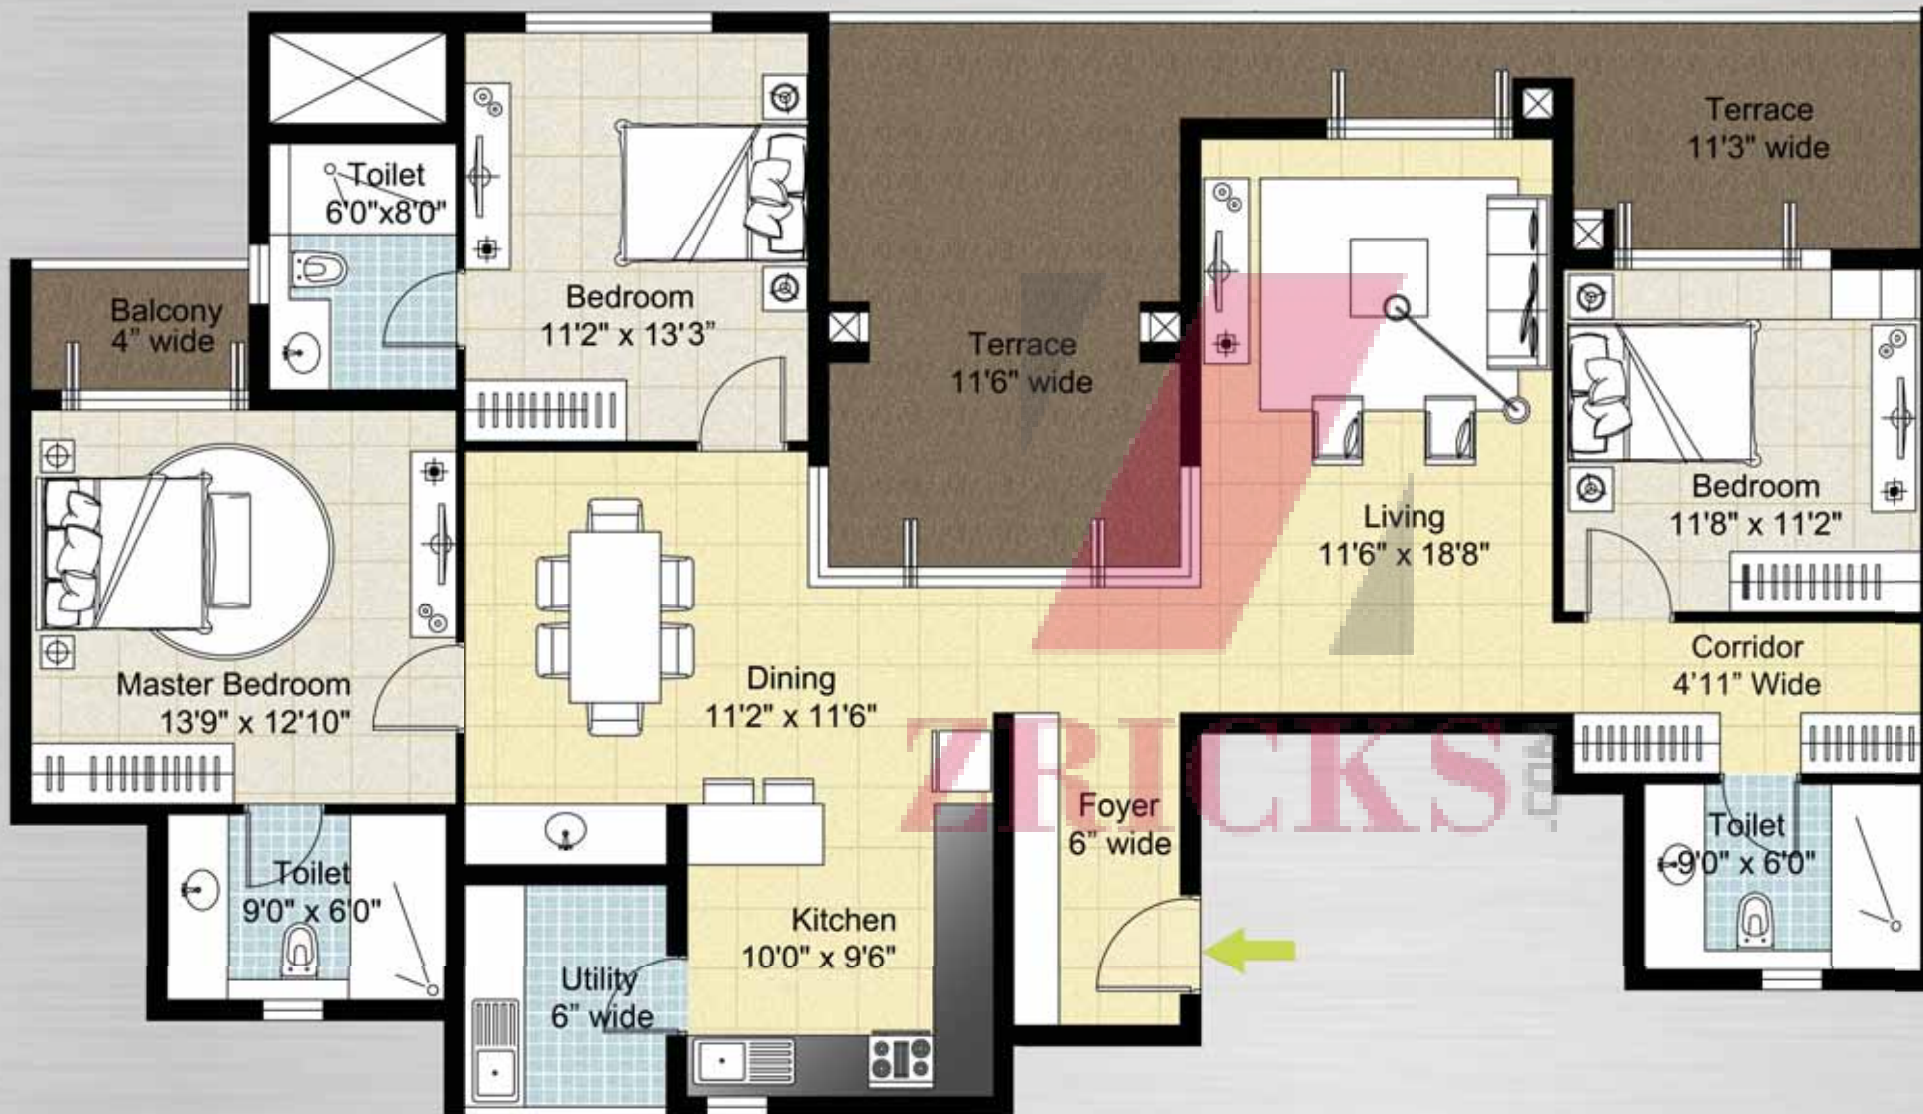 Terrace
11'3" wide
Toilet
6'0"x8'0"
Balcony
4” wide
Bedroom
11'2" x 13'3”
Terrace
11'6" wide
Bedroom
11'8" x 11'2"
Living
11'6" x 18'8"
Corridor
4'11” Wide
Master Bedroom
13'9" x 12'10"
Dining
11'2" x 11'6"
ZRICKS
.COM
Foyer
6” wide
Toilet
9'0" x 6'0"
Toilet
9'0" x 6'0"
Kitchen
10'0" x 9'6"
Utility
6” wide